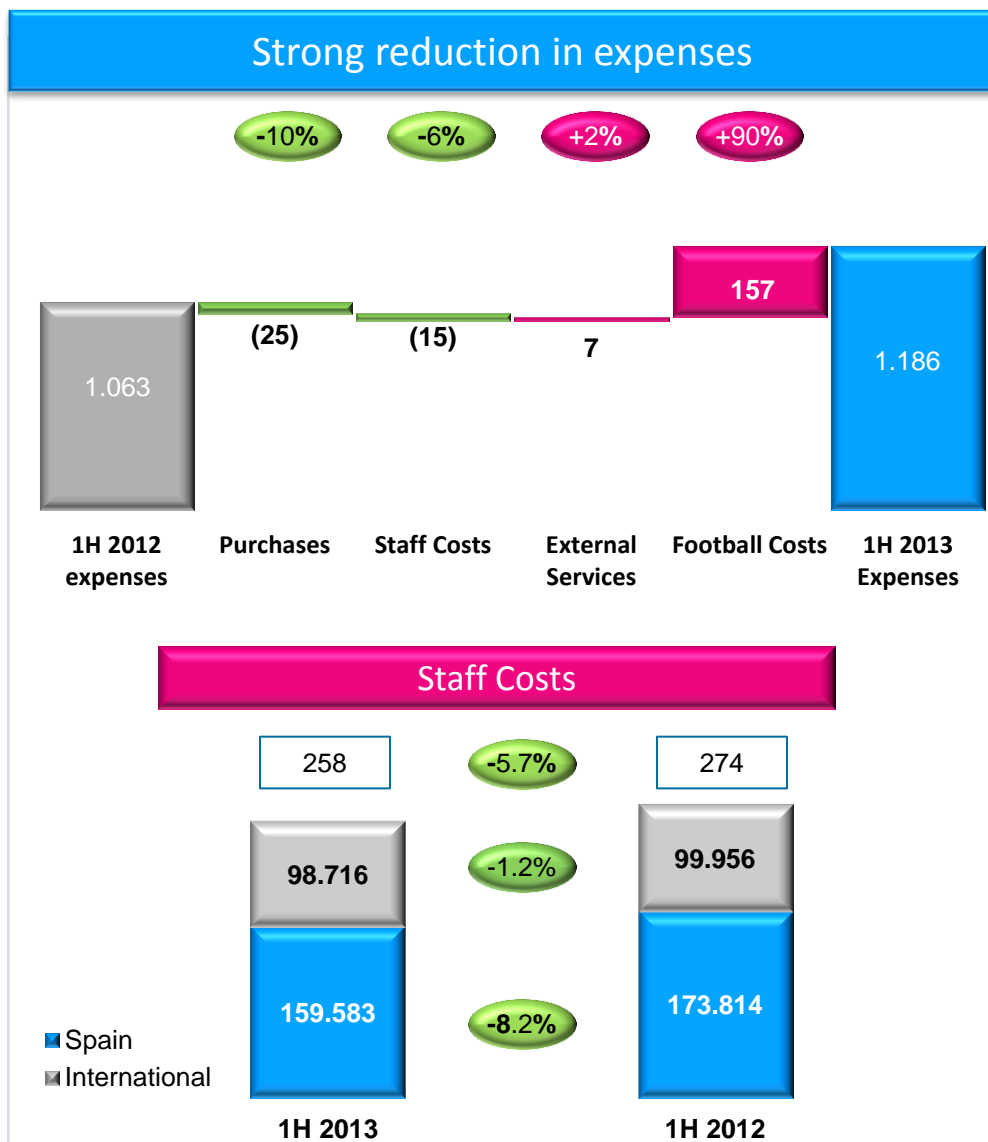 Strong reduction in expenses
-10% -6% +2% +90%
1.063 (25) (15) 7 157 1.186
1H 2012 expenses
Purchases
Staff Costs
External Services
Football Costs
1H 2013 Expenses
Staff Costs
258 -5.7% 274
98.716 -1.2% 99.956
159.583 -8.2% 173.814
Spain
International
1H 2013 1H 2012